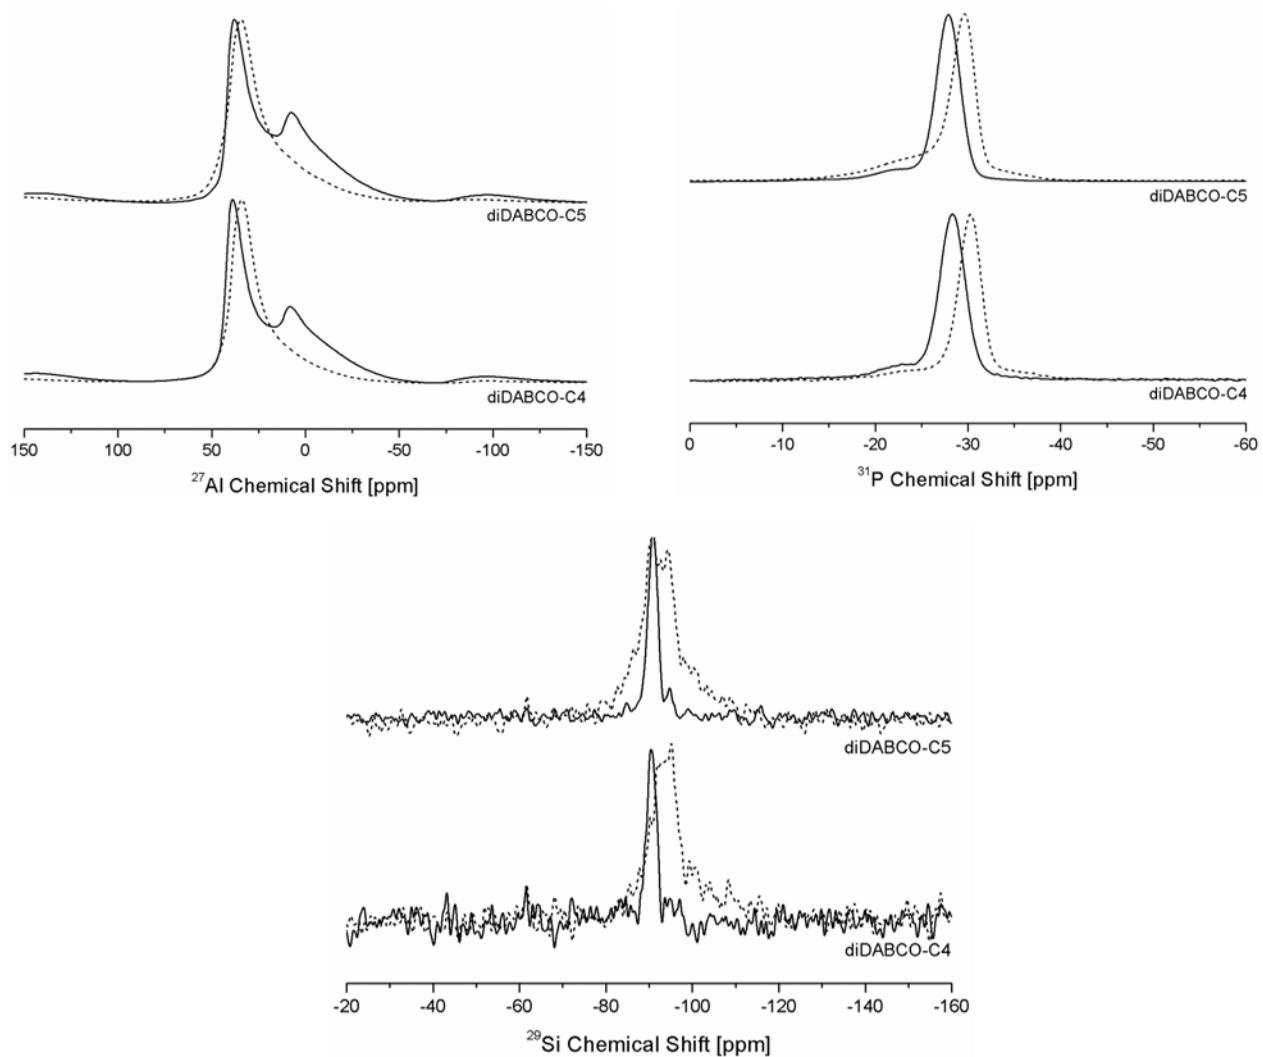 diDABCO-C5
diDABCO-C4
150 100 50 0 -50 -100 -150
27Al Chemical Shift [ppm]
diDABCO-C5
diDABCO-C4
0 -10 -20 -30 -40 -50 -60
31P Chemical Shift [ppm]
diDABCO-C5
diDABCO-C4
-20 -40 -60 -80 -100 -120 -140 -160
29Si Chemical Shift [ppm]